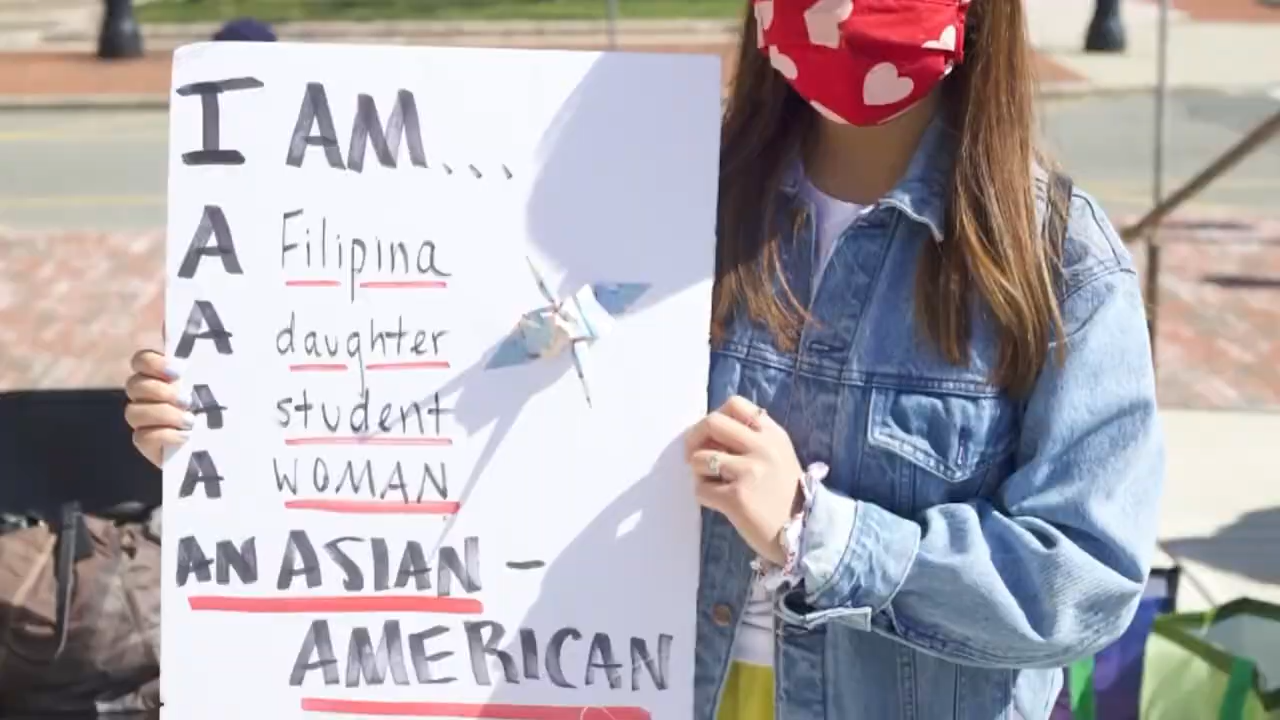 I AM...
A Filipina
A daughter
A student
A WOMAN
AN ASIAN-
AMERICAN